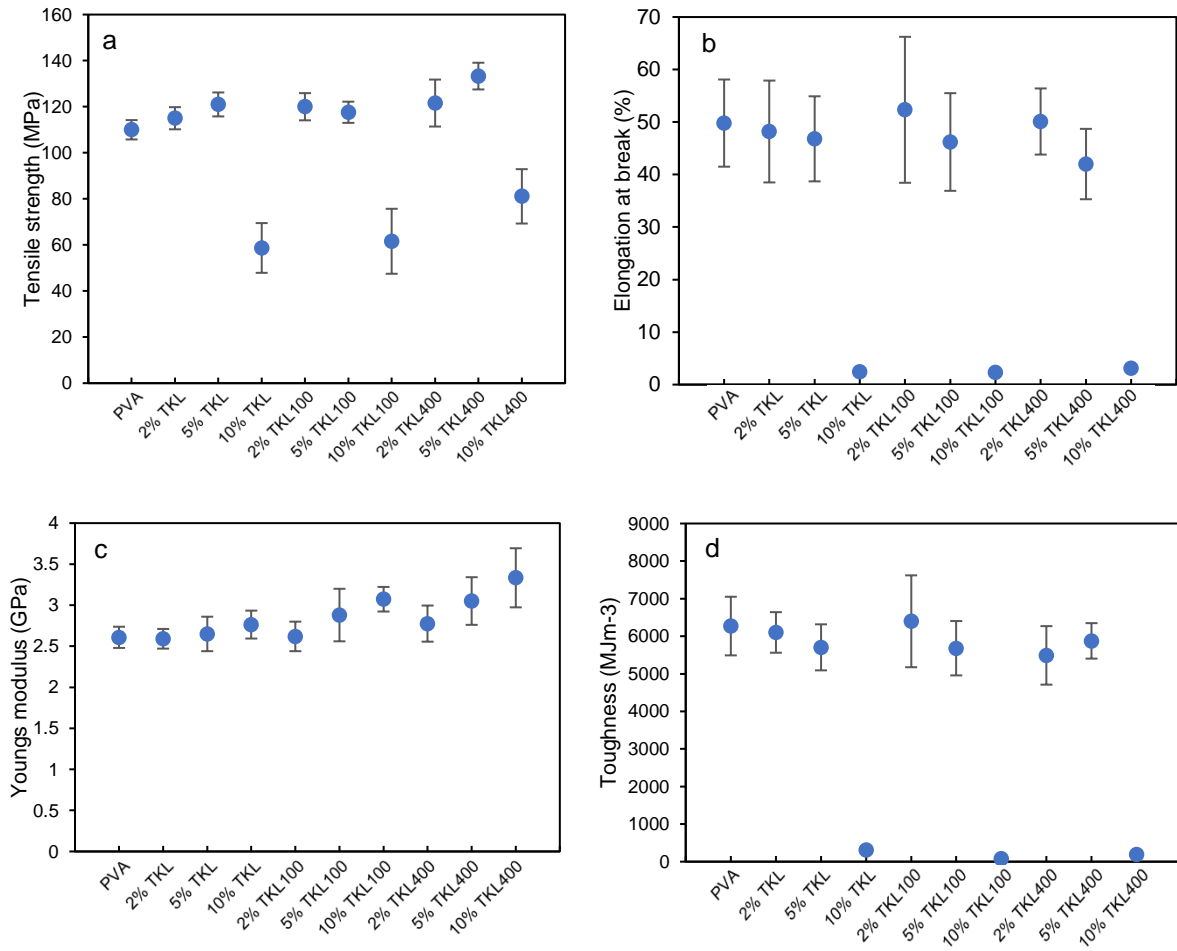 a
Tensile strength (MPa)
160
140
120
100
80
60
40
20
0
PVA
2% TKL
5% TKL
10% TKL
2% TKL100
5% TKL100
10% TKL100
2% TKL400
5% TKL400
10% TKL400
b
Elongation at break (%)
70
60
50
40
30
20
10
0
PVA
2% TKL
5% TKL
10% TKL
2% TKL100
5% TKL100
10% TKL100
2% TKL400
5% TKL400
10% TKL400
c
Youngs modulus (GPa)
4
3.5
3
2.5
2
1.5
1
0.5
0
PVA
2% TKL
5% TKL
10% TKL
2% TKL100
5% TKL100
10% TKL100
2% TKL400
5% TKL400
10% TKL400
d
Toughness (MJm-3)
9000
8000
7000
6000
5000
4000
3000
2000
1000
0
PVA
2% TKL
5% TKL
10% TKL
2% TKL100
5% TKL100
10% TKL100
2% TKL400
5% TKL400
10% TKL400